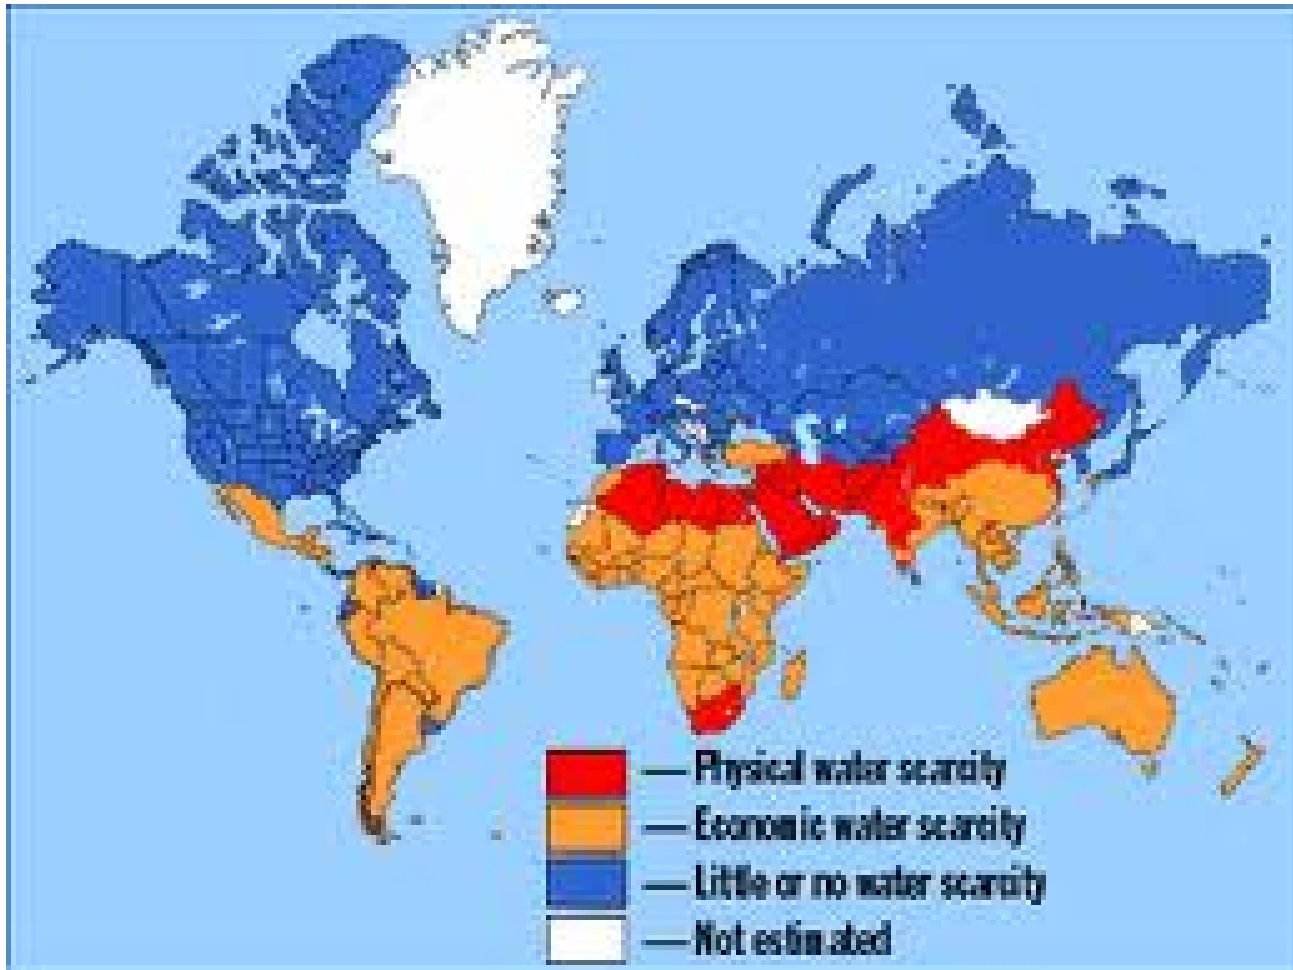 Physical water scarcity
Economic water scarcity
Little or no water scarcity
Not estimated